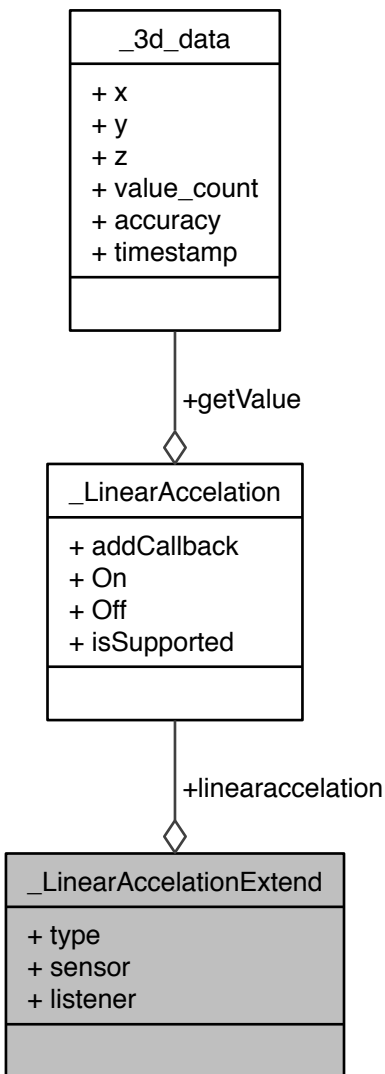 _3d_data
+ x
+ y
+ z
+ value_count
+ accuracy
+ timestamp
+getValue
_LinearAccelation
+ addCallback
+ On
+ Off
+ isSupported
+linearaccelation
_LinearAccelationExtend
+ type
+ sensor
+ listener